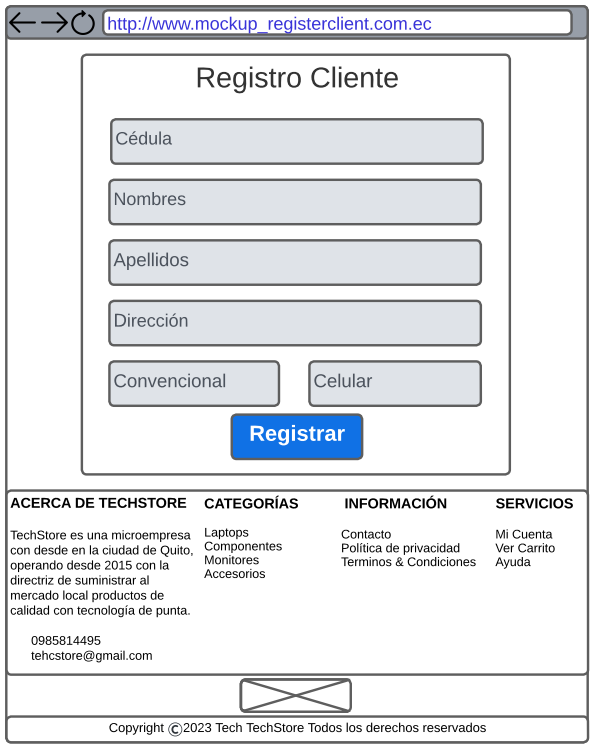 http://www.mockup_registerclient.com.ec
Registro Cliente
Cédula
Nombres
Apellidos
Dirección
Convencional
Celular
Registrar
ACERCA DE TECHSTORE
TechStore es una microempresa
con desde en la ciudad de Quito,
operando desde 2015 con la
directriz de suministrar al
mercado local productos de
calidad con tecnología de punta.
0985814495
tehcstore@gmail.com
CATEGORÍAS
Laptops
Componentes
Monitores
Accesorios
INFORMACIÓN
Contacto
Política de privacidad
Terminos & Condiciones
SERVICIOS
Mi Cuenta
Ver Carrito
Ayuda
Copyright ©2023 Tech TechStore Todos los derechos reservados